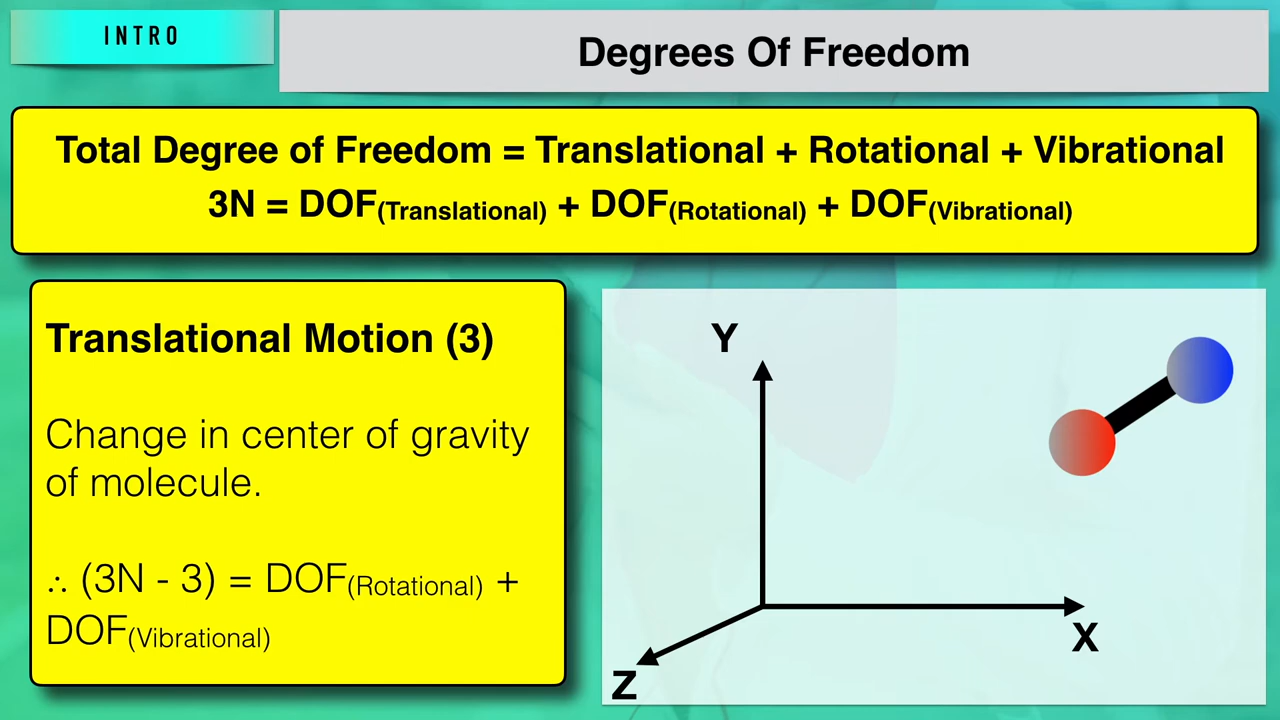 INTRO
Degrees Of Freedom
Total Degree of Freedom = Translational + Rotational + Vibrational
3N = DOF(Translational) + DOF(Rotational) + DOF(Vibrational)
Translational Motion (3)
Change in center of gravity
of molecule.
∴ (3N - 3) = DOF(Rotational) +
DOF(Vibrational)
Y
X
Z